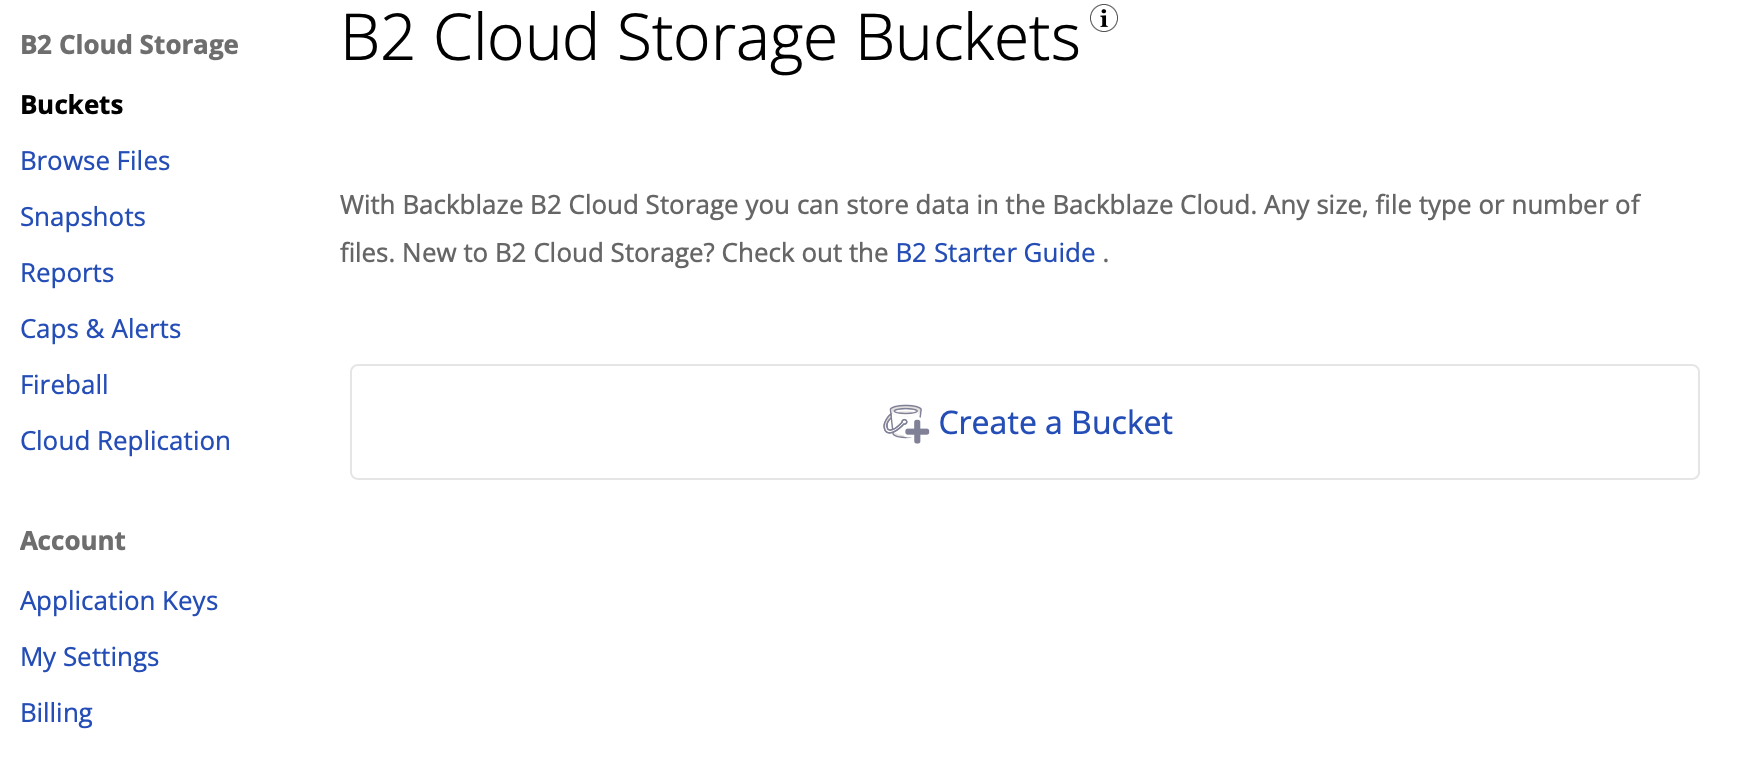 B2 Cloud Storage
Buckets
Browse Files
Snapshots
Reports
Caps & Alerts
Fireball
Cloud Replication
Account
Application Keys
My Settings
Billing
B2 Cloud Storage Buckets i
With Backblaze B2 Cloud Storage you can store data in the Backblaze Cloud. Any size, file type or number of
files. New to B2 Cloud Storage? Check out the B2 Starter Guide .
Create a Bucket